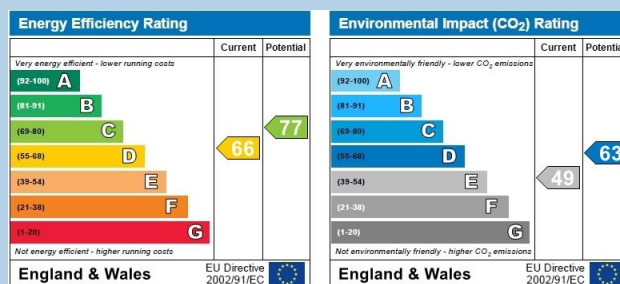 Energy Efficiency Rating
Current Potential
Very energy efficient - lower running costs
(92-100) A
(81-91) B
(69-80) C
(55-68) D
(39-54) E
(21-38) F
(1-20) G
66
77
Not energy efficient - higher running costs
England & Wales
EU Directive
2002/91/EC
Environmental Impact (CO2) Rating
Current Potential
Very environmentally friendly - lower CO2 emissions
(92-100) A
(81-91) B
(69-80) C
(55-68) D
(39-54) E
(21-38) F
(1-20) G
49
63
Not environmentally friendly - higher CO2 emissions
England & Wales
EU Directive
2002/91/EC